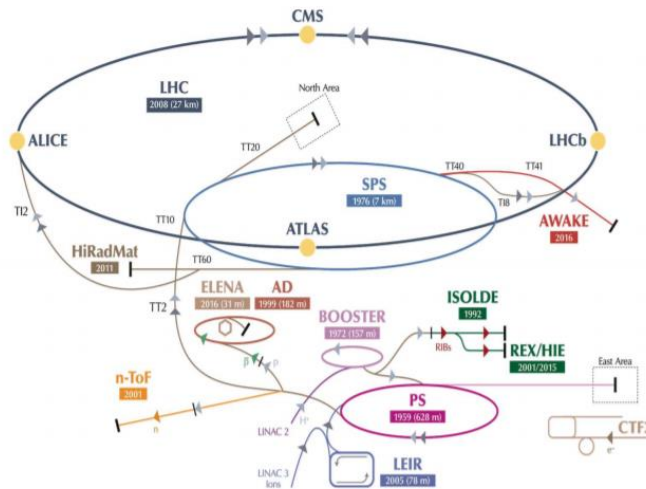 CMS
LHC
2008 (27 km)
North Area
ALICE
LHCb
TT20
TT40
TT41
SPS
1976 (7 km)
TI8
TI2
TT10
AWAKE
2016
ATLAS
HiRadMat
2011
TT60
ELENA
AD
2016 (31 m)
1999 (182 m)
TT2
BOOSTER
1972 (157 m)
ISOLDE
1992
RIBs
REX/HIE
2001/2015
p
p
East Area
n-ToF
2001
n
PS
1959 (628 m)
H+
LINAC 2
CTF3
e-
LINAC 3
Ions
LEIR
2005 (78 m)